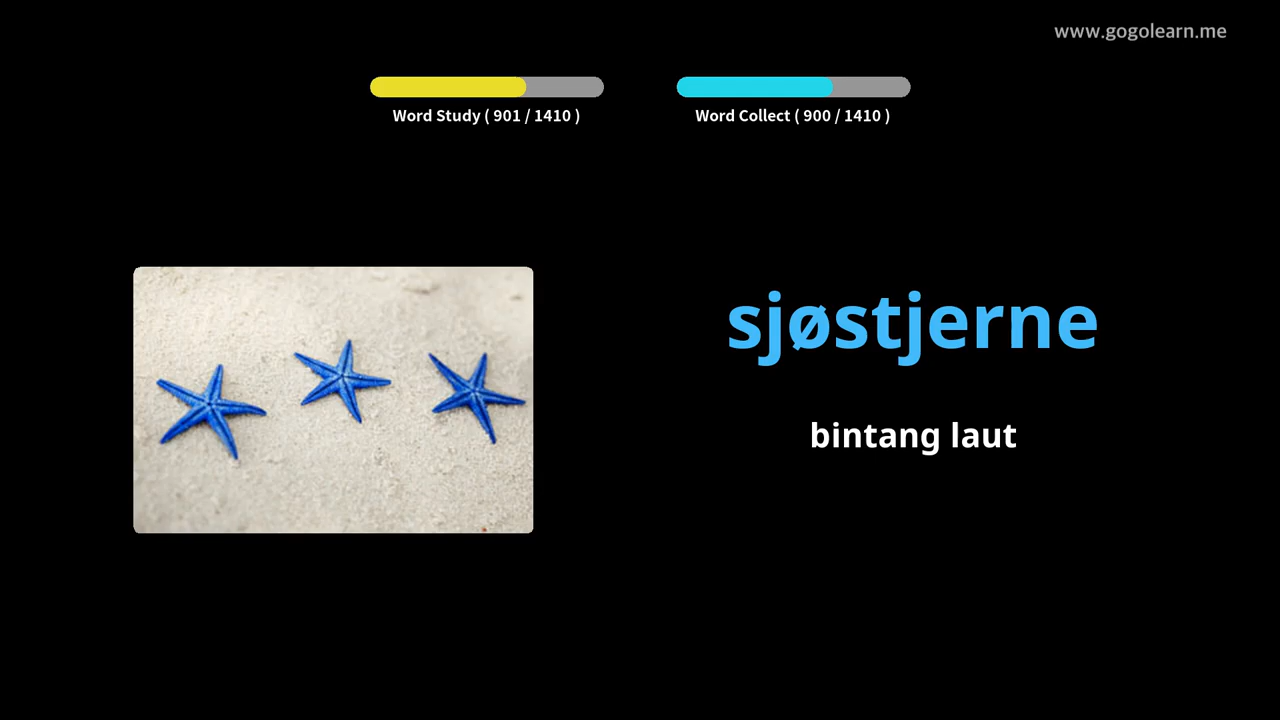 www.gogolearn.me
Word Study ( 901 / 1410 )
Word Collect ( 900 / 1410 )
sjøstjerne
bintang laut